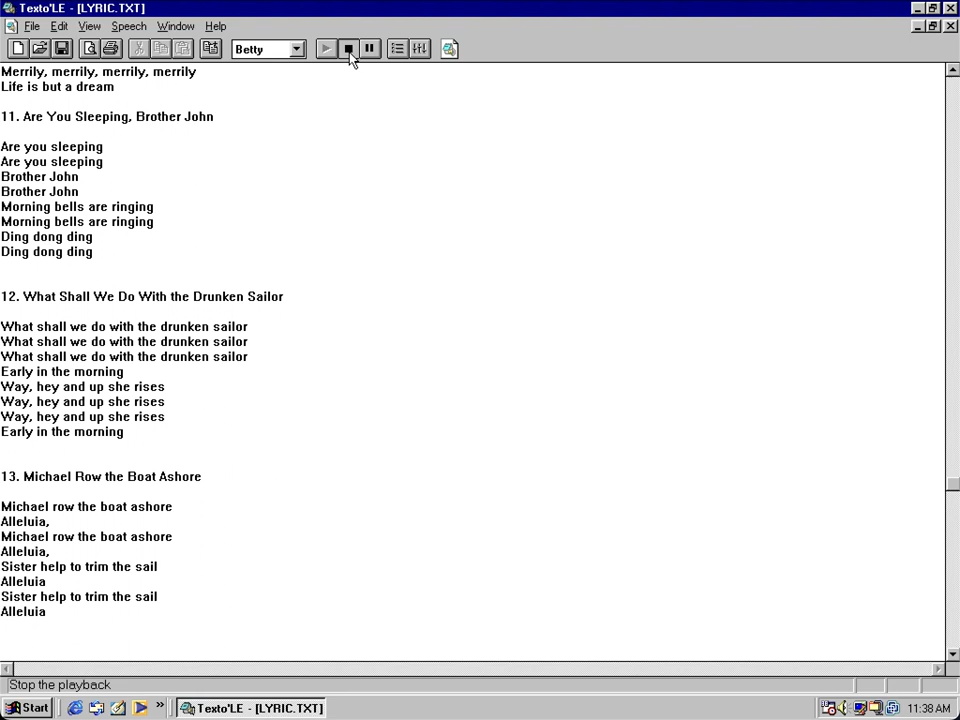 Texto'LE - [LYRIC.TXT]
File Edit View Speech Window Help
Betty
Merrily, merrily, merrily, merrily
Life is but a dream
11. Are You Sleeping, Brother John
Are you sleeping
Are you sleeping
Brother John
Brother John
Morning bells are ringing
Morning bells are ringing
Ding dong ding
Ding dong ding
12. What Shall We Do With the Drunken Sailor
What shall we do with the drunken sailor
What shall we do with the drunken sailor
What shall we do with the drunken sailor
Early in the morning
Way, hey and up she rises
Way, hey and up she rises
Way, hey and up she rises
Early in the morning
13. Michael Row the Boat Ashore
Michael row the boat ashore
Alleluia,
Michael row the boat ashore
Alleluia,
Sister help to trim the sail
Alleluia
Sister help to trim the sail
Alleluia
Stop the playback
Start » Texto'LE - [LYRIC.TXT] 11:38 AM